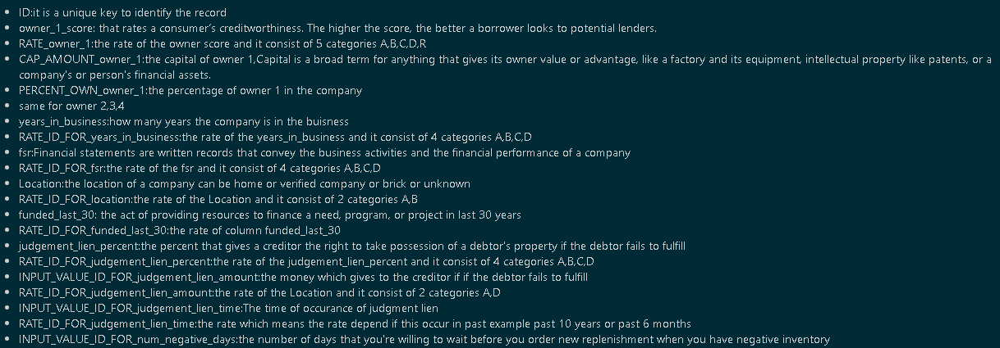 • ID:it is a unique key to identify the record
• owner_1_score: that rates a consumer's creditworthiness. The higher the score, the better a borrower looks to potential lenders.
• RATE_owner_1:the rate of the owner score and it consist of 5 categories A,B,C,D,R
• CAP_AMOUNT_owner_1:the capital of owner 1,Capital is a broad term for anything that gives its owner value or advantage, like a factory and its equipment, intellectual property like patents, or a
company's or person's financial assets.
• PERCENT_OWN_owner_1:the percentage of owner 1 in the company
• same for owner 2,3,4
• years_in_business:how many years the company is in the buisness
• RATE_ID_FOR_years_in_business:the rate of the years_in_business and it consist of 4 categories A,B,C,D
• fsr:Financial statements are written records that convey the business activities and the financial performance of a company
• RATE_ID_FOR_fsr:the rate of the fsr and it consist of 4 categories A,B,C,D
• Location:the location of a company can be home or verified company or brick or unknown
• RATE_ID_FOR_location:the rate of the Location and it consist of 2 categories A,B
• funded_last_30: the act of providing resources to finance a need, program, or project in last 30 years
• RATE_ID_FOR_funded_last_30:the rate of column funded_last_30
• judgement_lien_percent:the percent that gives a creditor the right to take possession of a debtor's property if the debtor fails to fulfill
• RATE_ID_FOR_judgement_lien_percent:the rate of the judgement_lien_percent and it consist of 4 categories A,B,C,D
• INPUT_VALUE_ID_FOR_judgement_lien_amount:the money which gives to the creditor if if the debtor fails to fulfill
• RATE_ID_FOR_judgement_lien_amount:the rate of the Location and it consist of 2 categories A,D
• INPUT_VALUE_ID_FOR_judgement_lien_time:The time of occurance of judgment lien
• RATE_ID_FOR_judgement_lien_time:the rate which means the rate depend if this occur in past example past 10 years or past 6 months
• INPUT_VALUE_ID_FOR_num_negative_days:the number of days that you're willing to wait before you order new replenishment when you have negative inventory